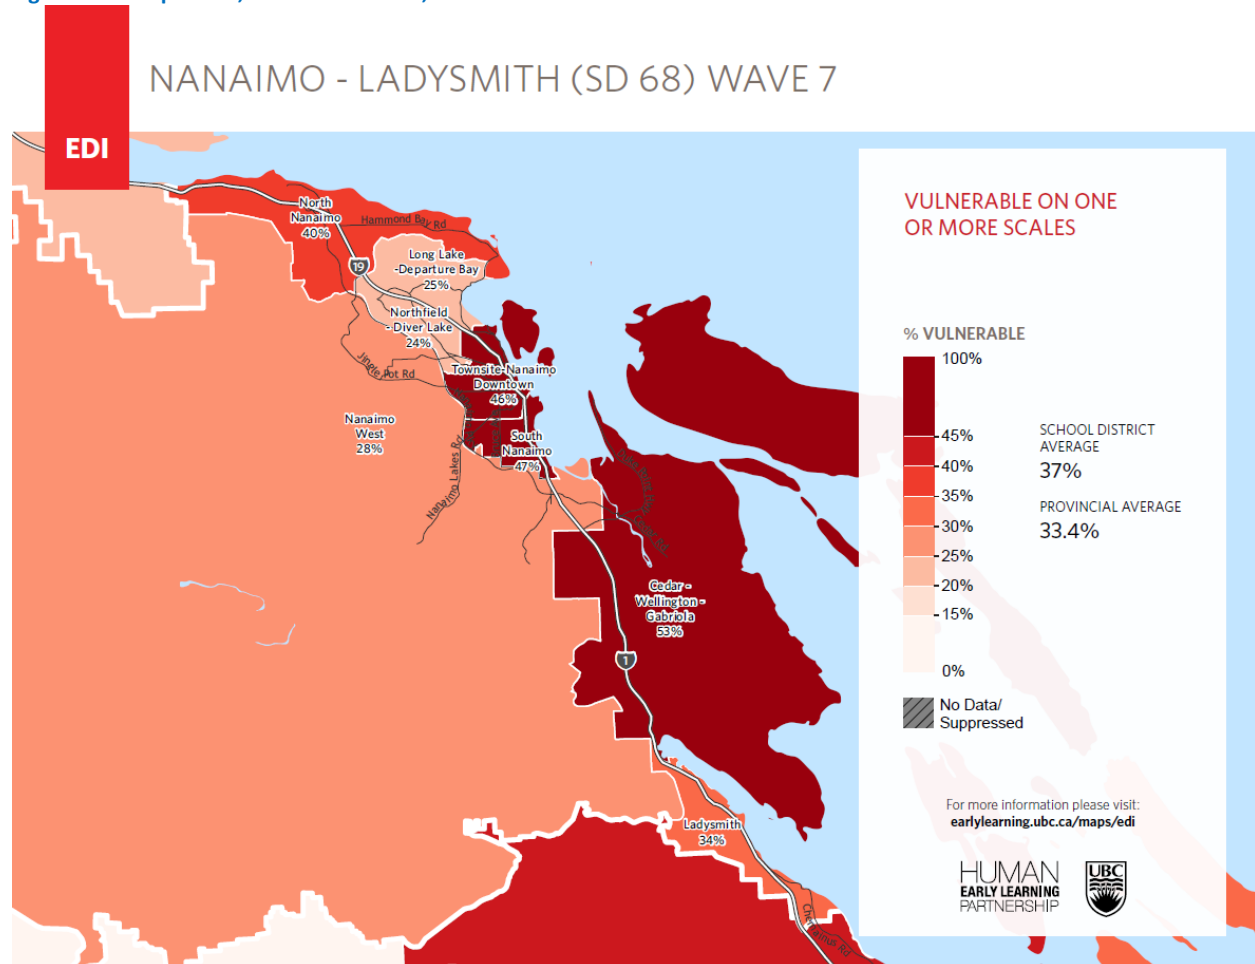 EDI
NANAIMO - LADYSMITH (SD 68) WAVE 7
North
Nanaimo
40%
Hammond Bay Rd
19
Long Lake
-Departure Bay
25%
Northfield
- Diver Lake
24%
Jingle Pot Rd
Townsite-Nanaimo
Downtown
46%
Nanaimo
West
28%
South
Nanaimo
47%
Nanaimo Lakes Rd
Cedar Rd
Cedar -
Wellington -
Gabriola
53%
1
Ladysmith
34%
Chemainus Rd
VULNERABLE ON ONE
OR MORE SCALES
% VULNERABLE
100%
45%
40%
35%
30%
25%
20%
15%
0%
SCHOOL DISTRICT
AVERAGE
37%
PROVINCIAL AVERAGE
33.4%
No Data/
Suppressed
For more information please visit:
earlylearning.ubc.ca/maps/edi
HUMAN
EARLY LEARNING
PARTNERSHIP
UBC